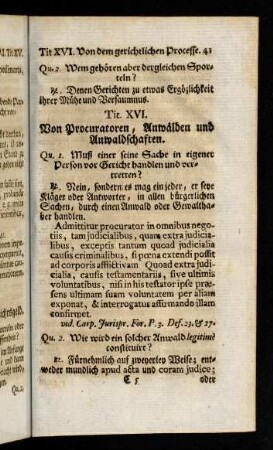 Tit XVI. Von dem gerichtlichen Processe. 41
Qu. 2. Wem gehören aber dergleichen Spor-
teln?
℞. Denen Gerichten zu etwas Ergözlichkeit
ihrer Mühe und Versaumnus.
Tit. XVI.
Von Procuratoren, Anwälden und
Anwaldschaften.
Qu. 1. Muß einer seine Sache in eigener
Person vor Gericht handlen und ver-
tretten?
℞. Nein, sondern es mag ein jeder, er seye
Kläger oder Antworter, in allen bürgerlichen
Sachen, durch einen Anwald oder Gewalthaber
handlen.
Admittitur procurator in omnibus nego-
tiis, tam judicialibus, quam extra judicia-
libus, exceptis tantum quoad judicialia
causis criminalibus, si pœna extendi possit
ad corporis afflictivam Quoad extra judi-
cialia, causis testamentariis, sive ultimis
voluntatibus, nisi in his testator ipse præ-
sens ultimam suam voluntatem per aliam
exponat, & interrogatus affirmando illam
confirmet.
vid. Carp. Jurispr. For. P. 3. Def. 23. & 27.
Qu. 2. Wie wird ein solcher Anwald legitimè
constituirt?
℞. Fürnehmlich auf zweyerley Weise; ent-
weder mundlich apud acta und coram judice;
C 5 oder